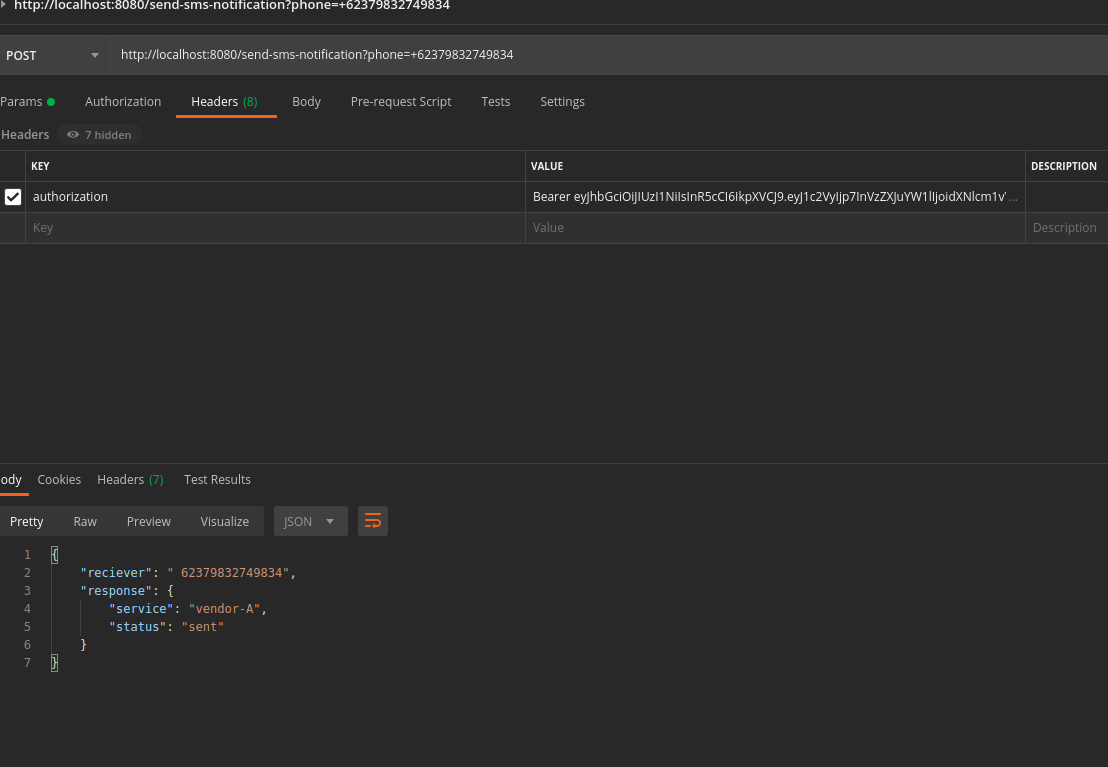 http://localhost:8080/send-sms-notification?phone=+62379832749834
POST http://localhost:8080/send-sms-notification?phone=+62379832749834
Params Authorization Headers (8) Body Pre-request Script Tests Settings
Headers 7 hidden
KEY VALUE DESCRIPTION
authorization Bearer eyJhbGciOiJIUzI1NiIsInR5cCI6IkpXVCJ9.eyJ1c2VyIjp7InVzZXJuYW1lIjoidXNlcm1v...
Key Value Description
ody Cookies Headers (7) Test Results
Pretty Raw Preview Visualize JSON
1 {
2 "reciever": " 62379832749834",
3 "response": {
4 "service": "vendor-A",
5 "status": "sent"
6 }
7 }